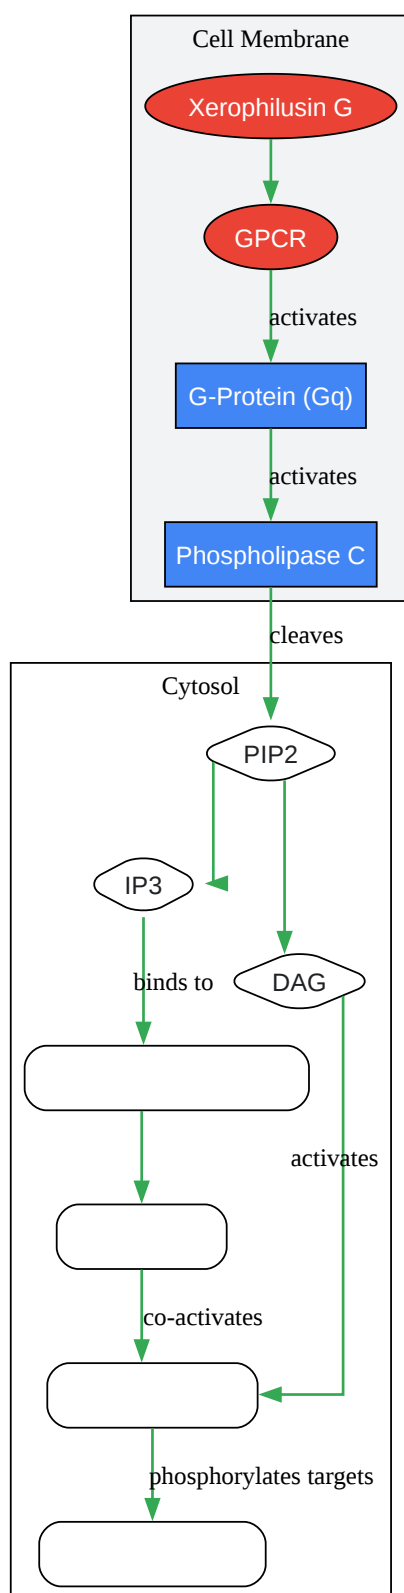 Cell Membrane
Xerophilusin G
GPCR
activates
G-Protein (Gq)
activates
Phospholipase C
cleaves
Cytosol
PIP2
IP3
DAG
binds to
activates
co-activates
phosphorylates targets